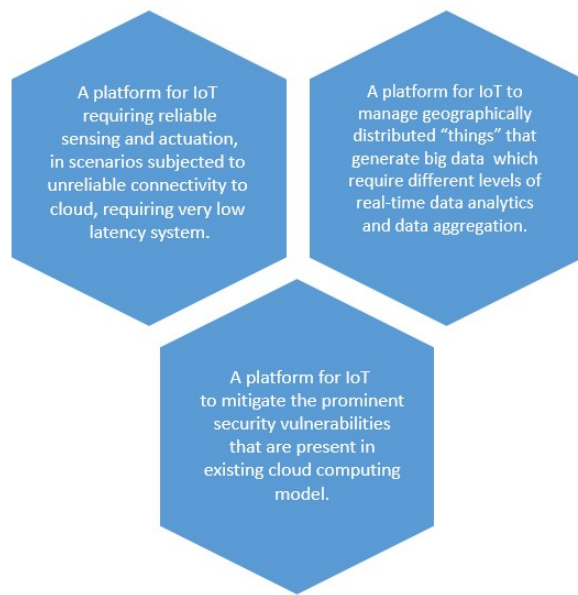 A platform for IoT
requiring reliable
sensing and actuation,
in scenarios subjected to
unreliable connectivity to
cloud, requiring very low
latency system.
A platform for IoT to
manage geographically
distributed “things” that
generate big data which
require different levels of
real-time data analytics
and data aggregation.
A platform for IoT
to mitigate the prominent
security vulnerabilities
that are present in
existing cloud computing
model.